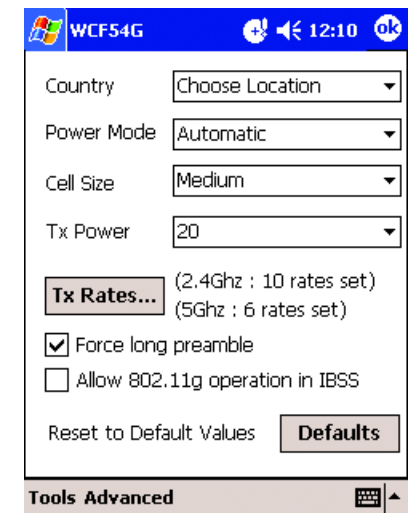 WCF54G 12:10 ok
Country Choose Location
Power Mode Automatic
Cell Size Medium
Tx Power 20
Tx Rates... (2.4Ghz : 10 rates set)
(5Ghz : 6 rates set)
Force long preamble
Allow 802.11g operation in IBSS
Reset to Default Values Defaults
Tools Advanced